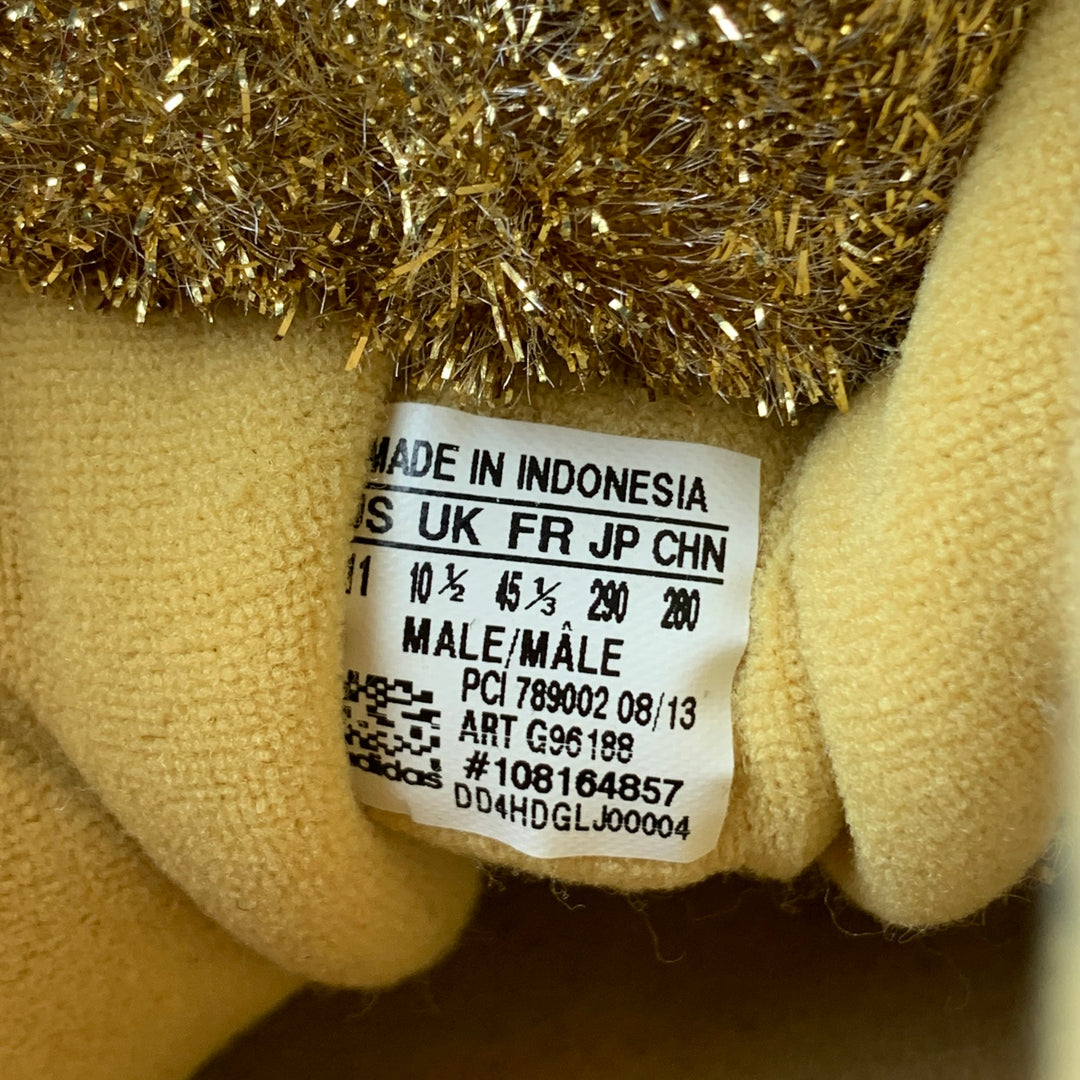 MADE IN INDONESIA
US UK FR JP CHN
11 10 ½ 45 ⅓ 290 280
MALE/MÂLE
PCI 789002 08/13
ART G96188
#108164857
adidas
DD4HDGLJ00004